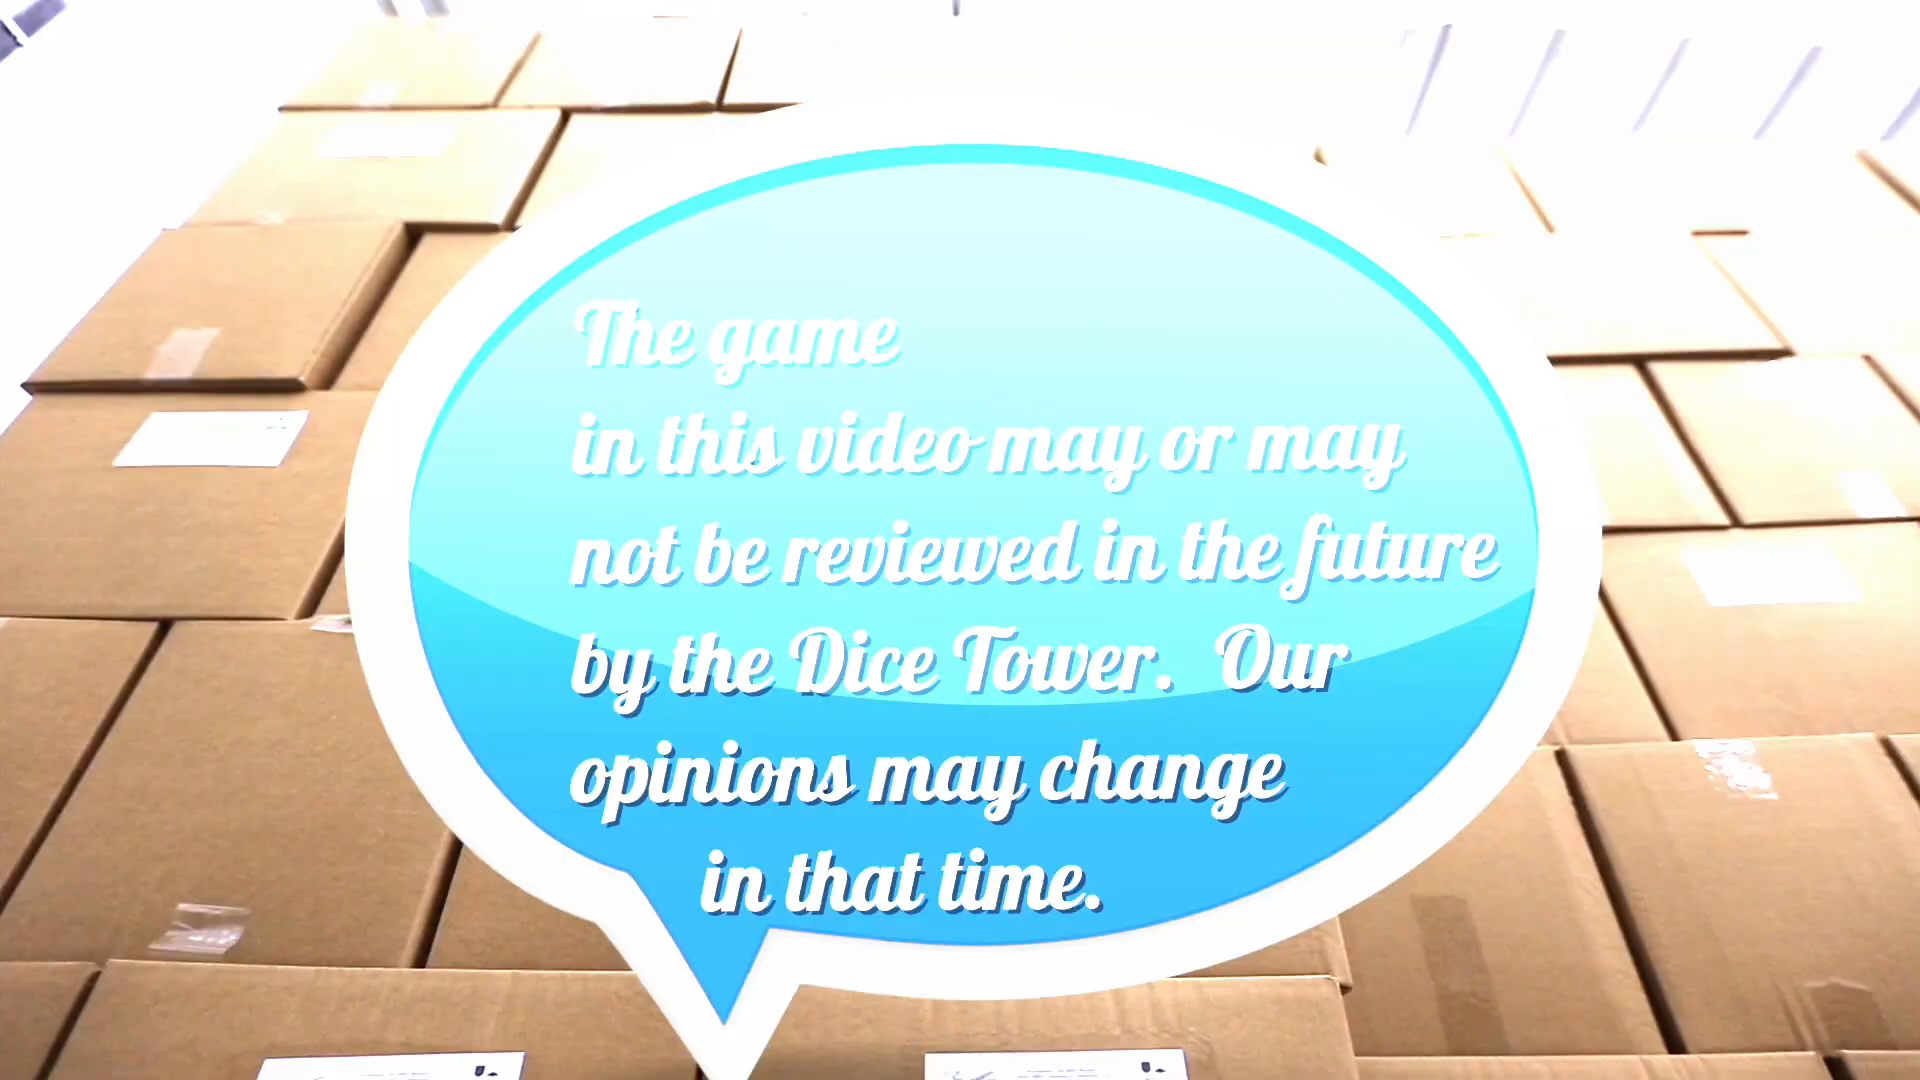 The game
in this video may or may
not be reviewed in the future
by the Dice Tower. Our
opinions may change
in that time.